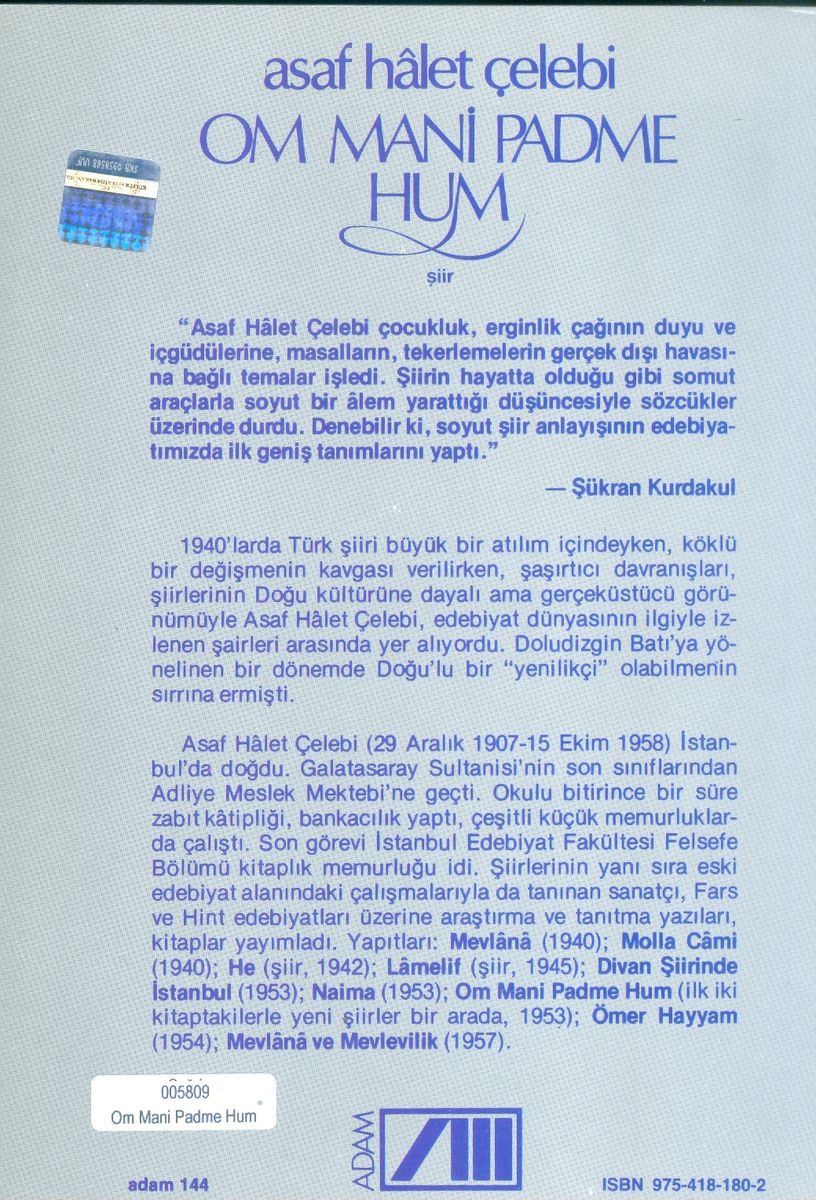 asaf hâlet çelebi
OM MANİ PADME
HUM
şiir
SKB 0958508 UUF
“Asaf Hâlet Çelebi çocukluk, erginlik çağının duyu ve
içgüdülerine, masalların, tekerlemelerin gerçek dışı havası-
na bağlı temalar işledi. Şiirin hayatta olduğu gibi somut
araçlarla soyut bir âlem yarattığı düşüncesiyle sözcükler
üzerinde durdu. Denebilir ki, soyut şiir anlayışının edebiya-
tımızda ilk geniş tanımlarını yaptı.”
— Şükran Kurdakul
1940’larda Türk şiiri büyük bir atılım içindeyken, köklü
bir değişmenin kavgası verilirken, şaşırtıcı davranışları,
şiirlerinin Doğu kültürüne dayalı ama gerçeküstücü görü-
nümüyle Asaf Hâlet Çelebi, edebiyat dünyasının ilgiyle iz-
lenen şairleri arasında yer alıyordu. Doludizgin Batı’ya yö-
nelinen bir dönemde Doğu’lu bir “yenilikçi” olabilmenin
sırrına ermişti.
Asaf Hâlet Çelebi (29 Aralık 1907-15 Ekim 1958) İstan-
bul’da doğdu. Galatasaray Sultanisi’nin son sınıflarından
Adliye Meslek Mektebi’ne geçti. Okulu bitirince bir süre
zabıt kâtipliği, bankacılık yaptı, çeşitli küçük memurluklar-
da çalıştı. Son görevi İstanbul Edebiyat Fakültesi Felsefe
Bölümü kitaplık memurluğu idi. Şiirlerinin yanı sıra eski
edebiyat alanındaki çalışmalarıyla da tanınan sanatçı, Fars
ve Hint edebiyatları üzerine araştırma ve tanıtma yazıları,
kitaplar yayımladı. Yapıtları: Mevlânâ (1940); Molla Câmi
(1940); He (şiir, 1942); Lâmelif (şiir, 1945); Divan Şiirinde
İstanbul (1953); Naima (1953); Om Mani Padme Hum (ilk iki
kitaptakilerle yeni şiirler bir arada, 1953); Ömer Hayyam
(1954); Mevlânâ ve Mevlevilik (1957).
005809
Om Mani Padme Hum
ADAM
adam 144
ISBN 975-418-180-2